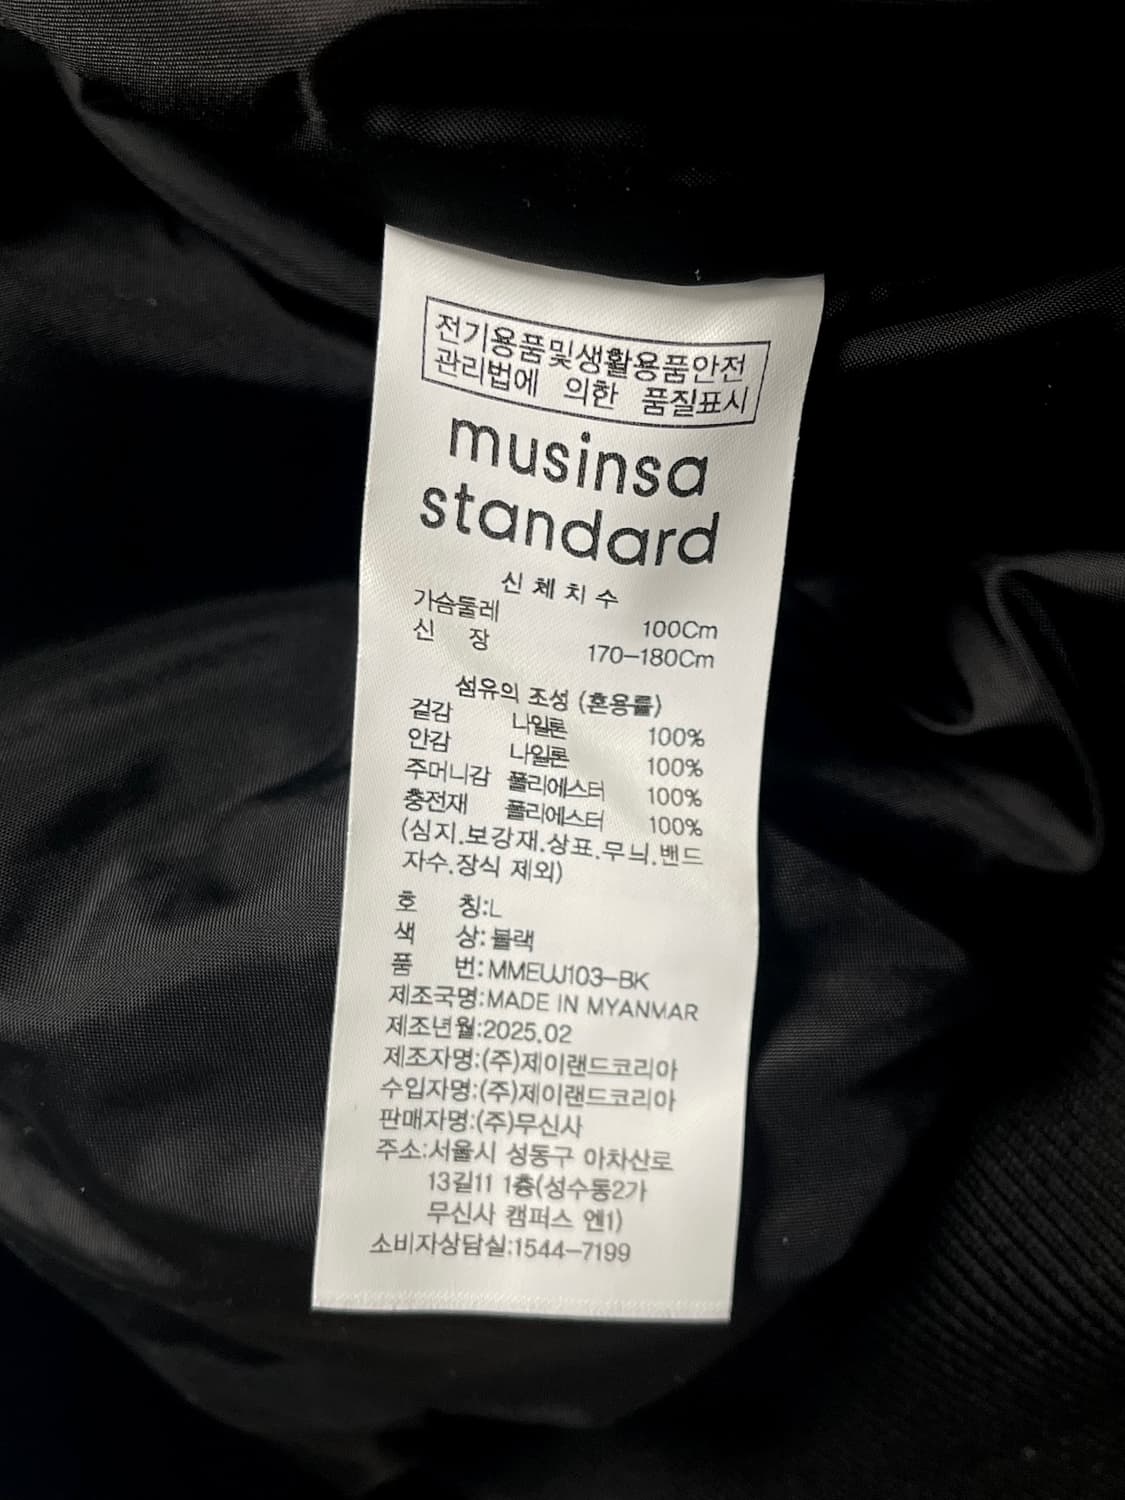 전기용품및생활용품안전
관리법에 의한 품질표시
musinsa
standard
신체치수
가슴둘레 100Cm
신 장 170-180Cm
섬유의 조성 (혼용률)
겉감 나일론 100%
안감 나일론 100%
주머니감 폴리에스터 100%
충전재 폴리에스터 100%
(심지.보강재.상표.무늬.밴드
자수.장식 제외)
호 칭:L
색 상:블랙
품 번:MMEUJ103-BK
제조국명:MADE IN MYANMAR
제조년월:2025.02
제조자명:(주)제이랜드코리아
수입자명:(주)제이랜드코리아
판매자명:(주)무신사
주소:서울시 성동구 아차산로
13길11 1층(성수동2가
무신사 캠퍼스 엔1)
소비자상담실:1544-7199